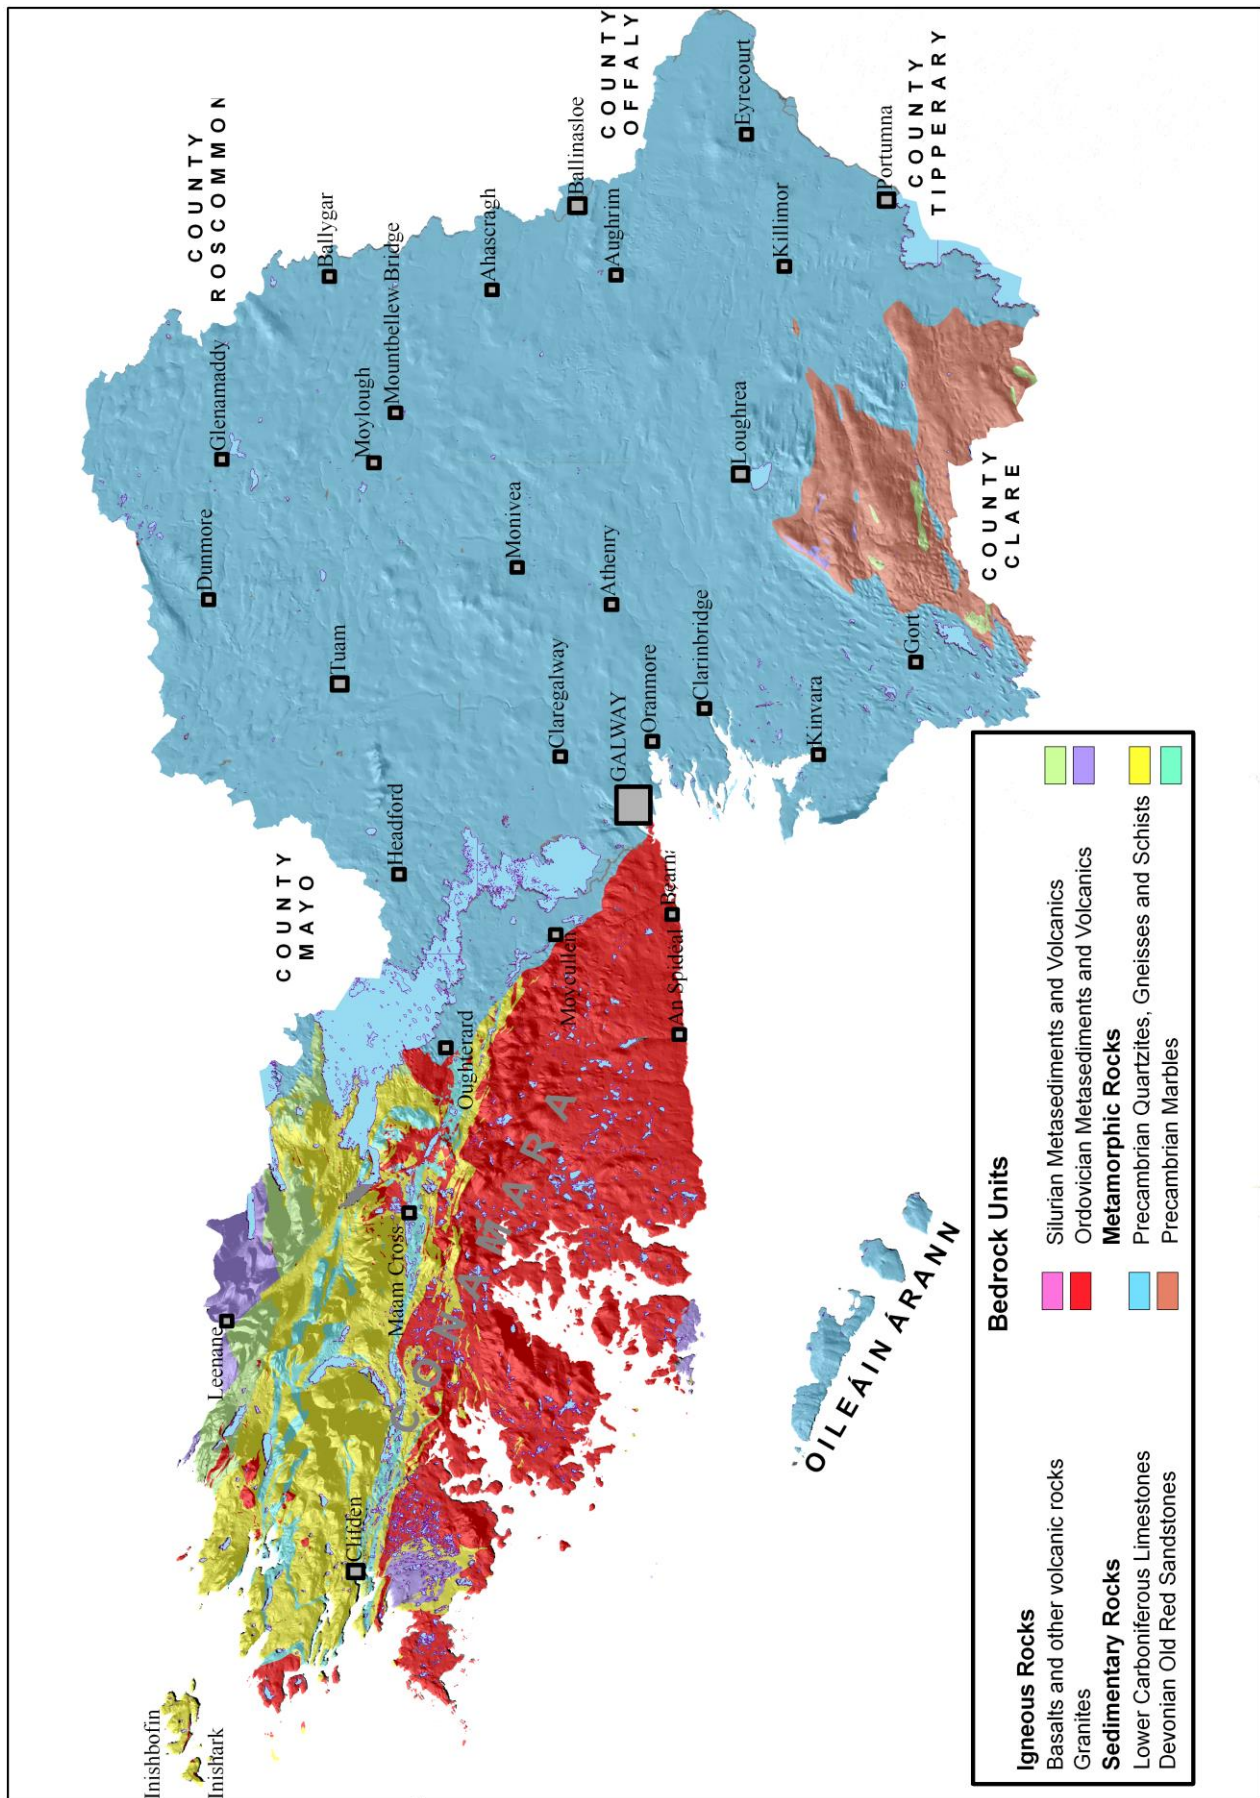 Inishbofin
Inishark
COUNTY
ROSCOMMON
Leenane
Dunmore
Glenamaddy
COUNTY
MAYO
Ballygar
Tuam
Clifden
Moylough
Maam Cross
Headford
Mountbellew Bridge
Oughterard
CONAMARA
Ahascragh
Monivea
Moycullen
Claregalway
Ballinasloe
COUNTY
OFFALY
Athenry
Aughrim
GALWAY
Oranmore
An Spidéal
Bearn
Clarinbridge
Loughrea
Eyrecourt
Killimor
Kinvara
OILEÁIN ÁRANN
Portumna
COUNTY
TIPPERARY
Gort
COUNTY
CLARE
Bedrock Units
Igneous Rocks
Basalts and other volcanic rocks
Granites
Sedimentary Rocks
Lower Carboniferous Limestones
Devonian Old Red Sandstones
Silurian Metasediments and Volcanics
Ordovician Metasediments and Volcanics
Metamorphic Rocks
Precambrian Quartzites, Gneisses and Schists
Precambrian Marbles